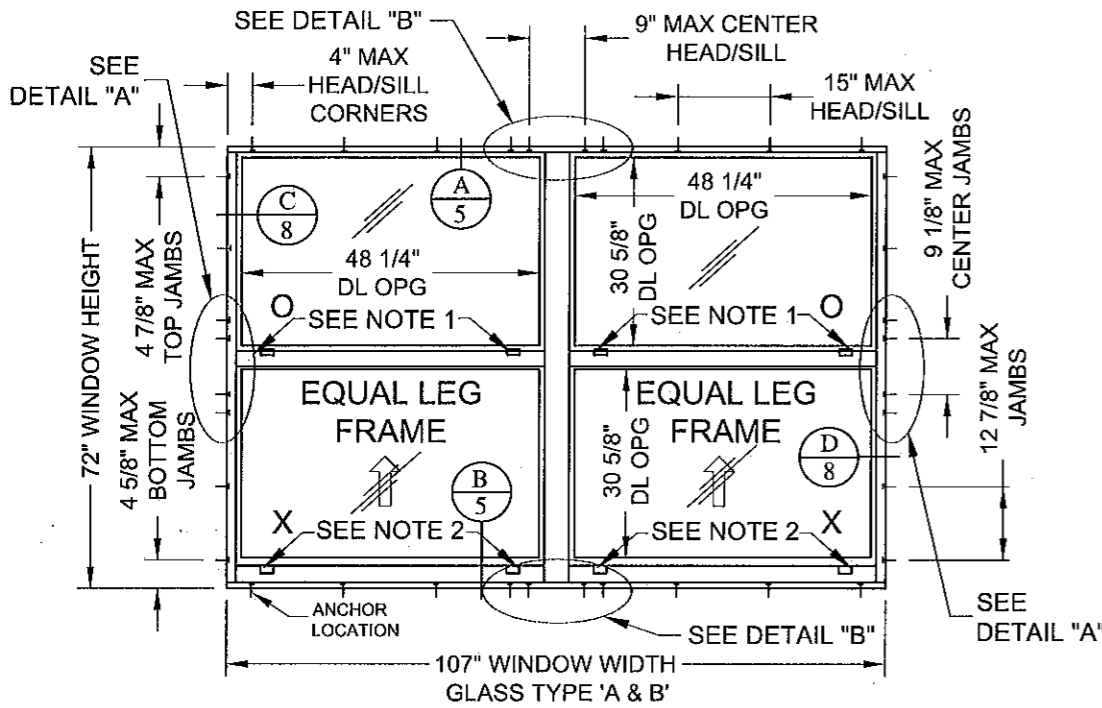 SEE DETAIL "B"
9" MAX CENTER
HEAD/SILL
SEE
DETAIL "A"
4" MAX
HEAD/SILL
CORNERS
15" MAX
HEAD/SILL
A
5
C
8
48 1/4"
DL OPG
48 1/4"
DL OPG
30 5/8"
DL OPG
9 1/8" MAX
CENTER JAMBS
72" WINDOW HEIGHT
4 7/8" MAX
TOP JAMBS
O
SEE NOTE 1
SEE NOTE 1
O
EQUAL LEG
FRAME
EQUAL LEG
FRAME
30 5/8"
DL OPG
12 7/8" MAX
JAMBS
4 5/8" MAX
BOTTOM
JAMBS
B
5
D
8
X
SEE NOTE 2
SEE NOTE 2
X
ANCHOR
LOCATION
SEE DETAIL "B"
SEE
DETAIL "A"
107" WINDOW WIDTH
GLASS TYPE 'A & B'